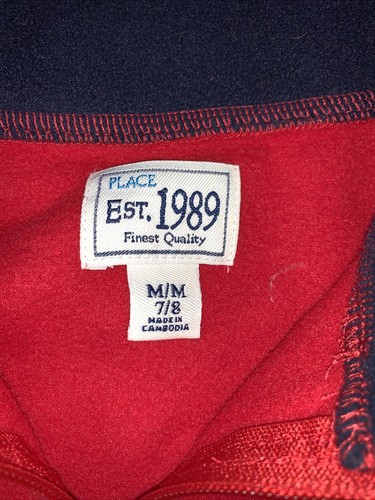 PLACE
EST. 1989
Finest Quality
M/M
7/8
MADE IN
CAMBODIA